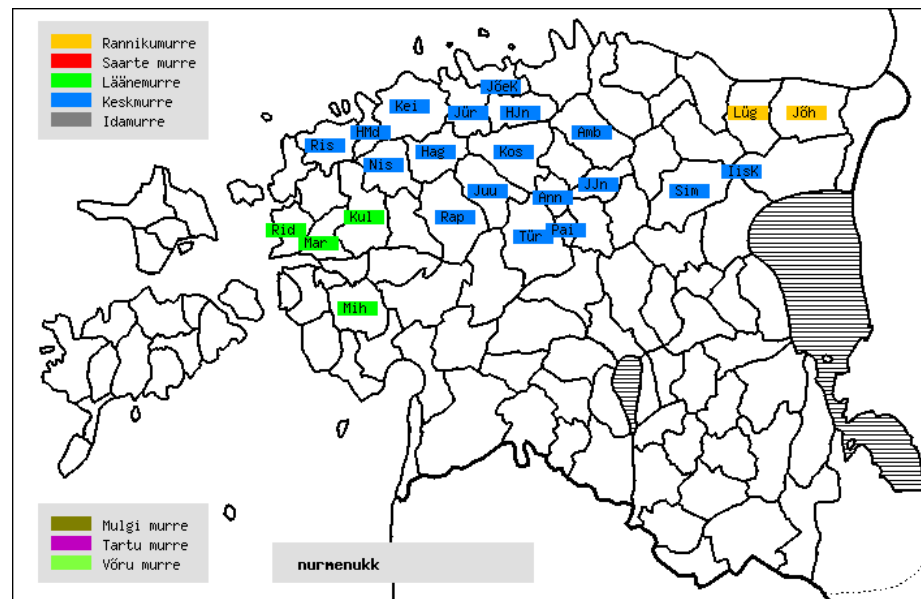 Rannikumurre
Saarte murre
Läänemurre
Keskmurre
Idamurre
JõeK
Kei
Jür
HJn
Lüg
Jõh
HMd
Amb
Ris
Hag
Kos
Nis
IisK
Juu
JJn
Sim
Ann
Kul
Rap
Rid
Mar
Tür
Pai
Mih
Mulgi murre
Tartu murre
Võru murre
nurmenukk